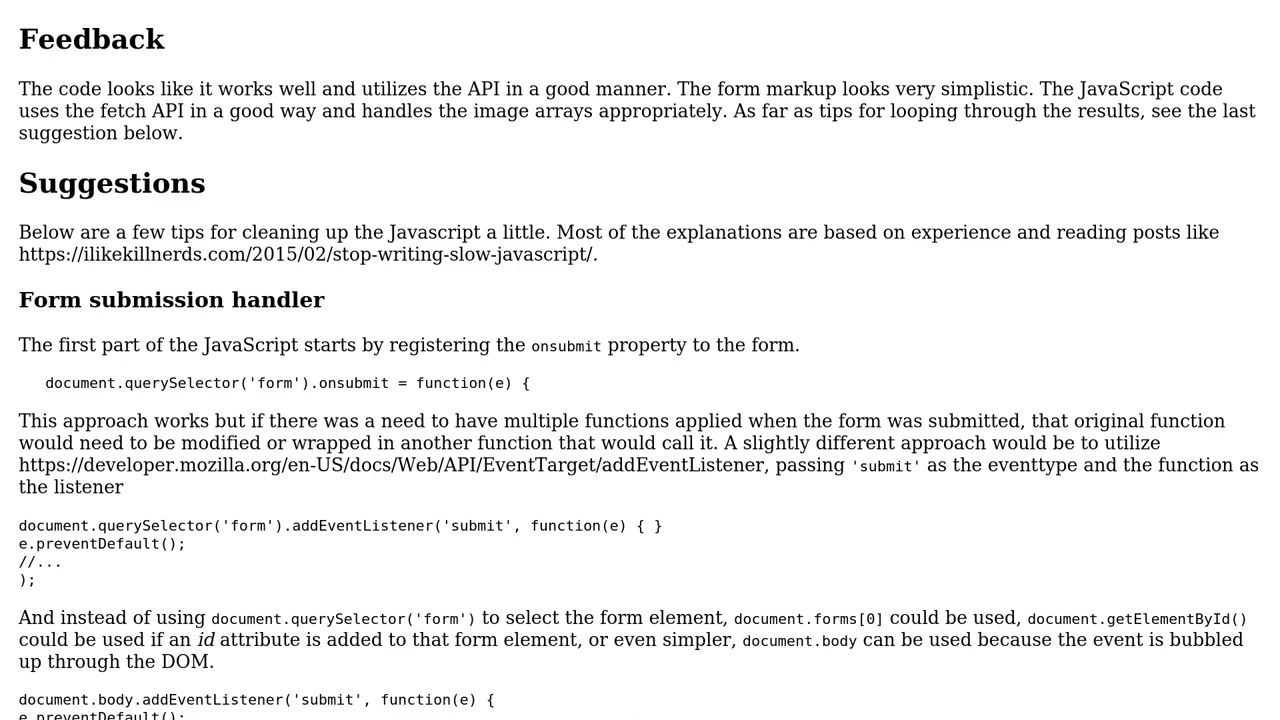 Feedback
The code looks like it works well and utilizes the API in a good manner. The form markup looks very simplistic. The JavaScript code
uses the fetch API in a good way and handles the image arrays appropriately. As far as tips for looping through the results, see the last
suggestion below.
Suggestions
Below are a few tips for cleaning up the Javascript a little. Most of the explanations are based on experience and reading posts like
https://ilikekillnerds.com/2015/02/stop-writing-slow-javascript/.
Form submission handler
The first part of the JavaScript starts by registering the onsubmit property to the form.
document.querySelector('form').onsubmit = function(e) {
This approach works but if there was a need to have multiple functions applied when the form was submitted, that original function
would need to be modified or wrapped in another function that would call it. A slightly different approach would be to utilize
https://developer.mozilla.org/en-US/docs/Web/API/EventTarget/addEventListener, passing 'submit' as the eventtype and the function as
the listener
document.querySelector('form').addEventListener('submit', function(e) { }
e.preventDefault();
//...
);
And instead of using document.querySelector('form') to select the form element, document.forms[0] could be used, document.getElementById()
could be used if an id attribute is added to that form element, or even simpler, document.body can be used because the event is bubbled
up through the DOM.
document.body.addEventListener('submit', function(e) {
e.preventDefault();